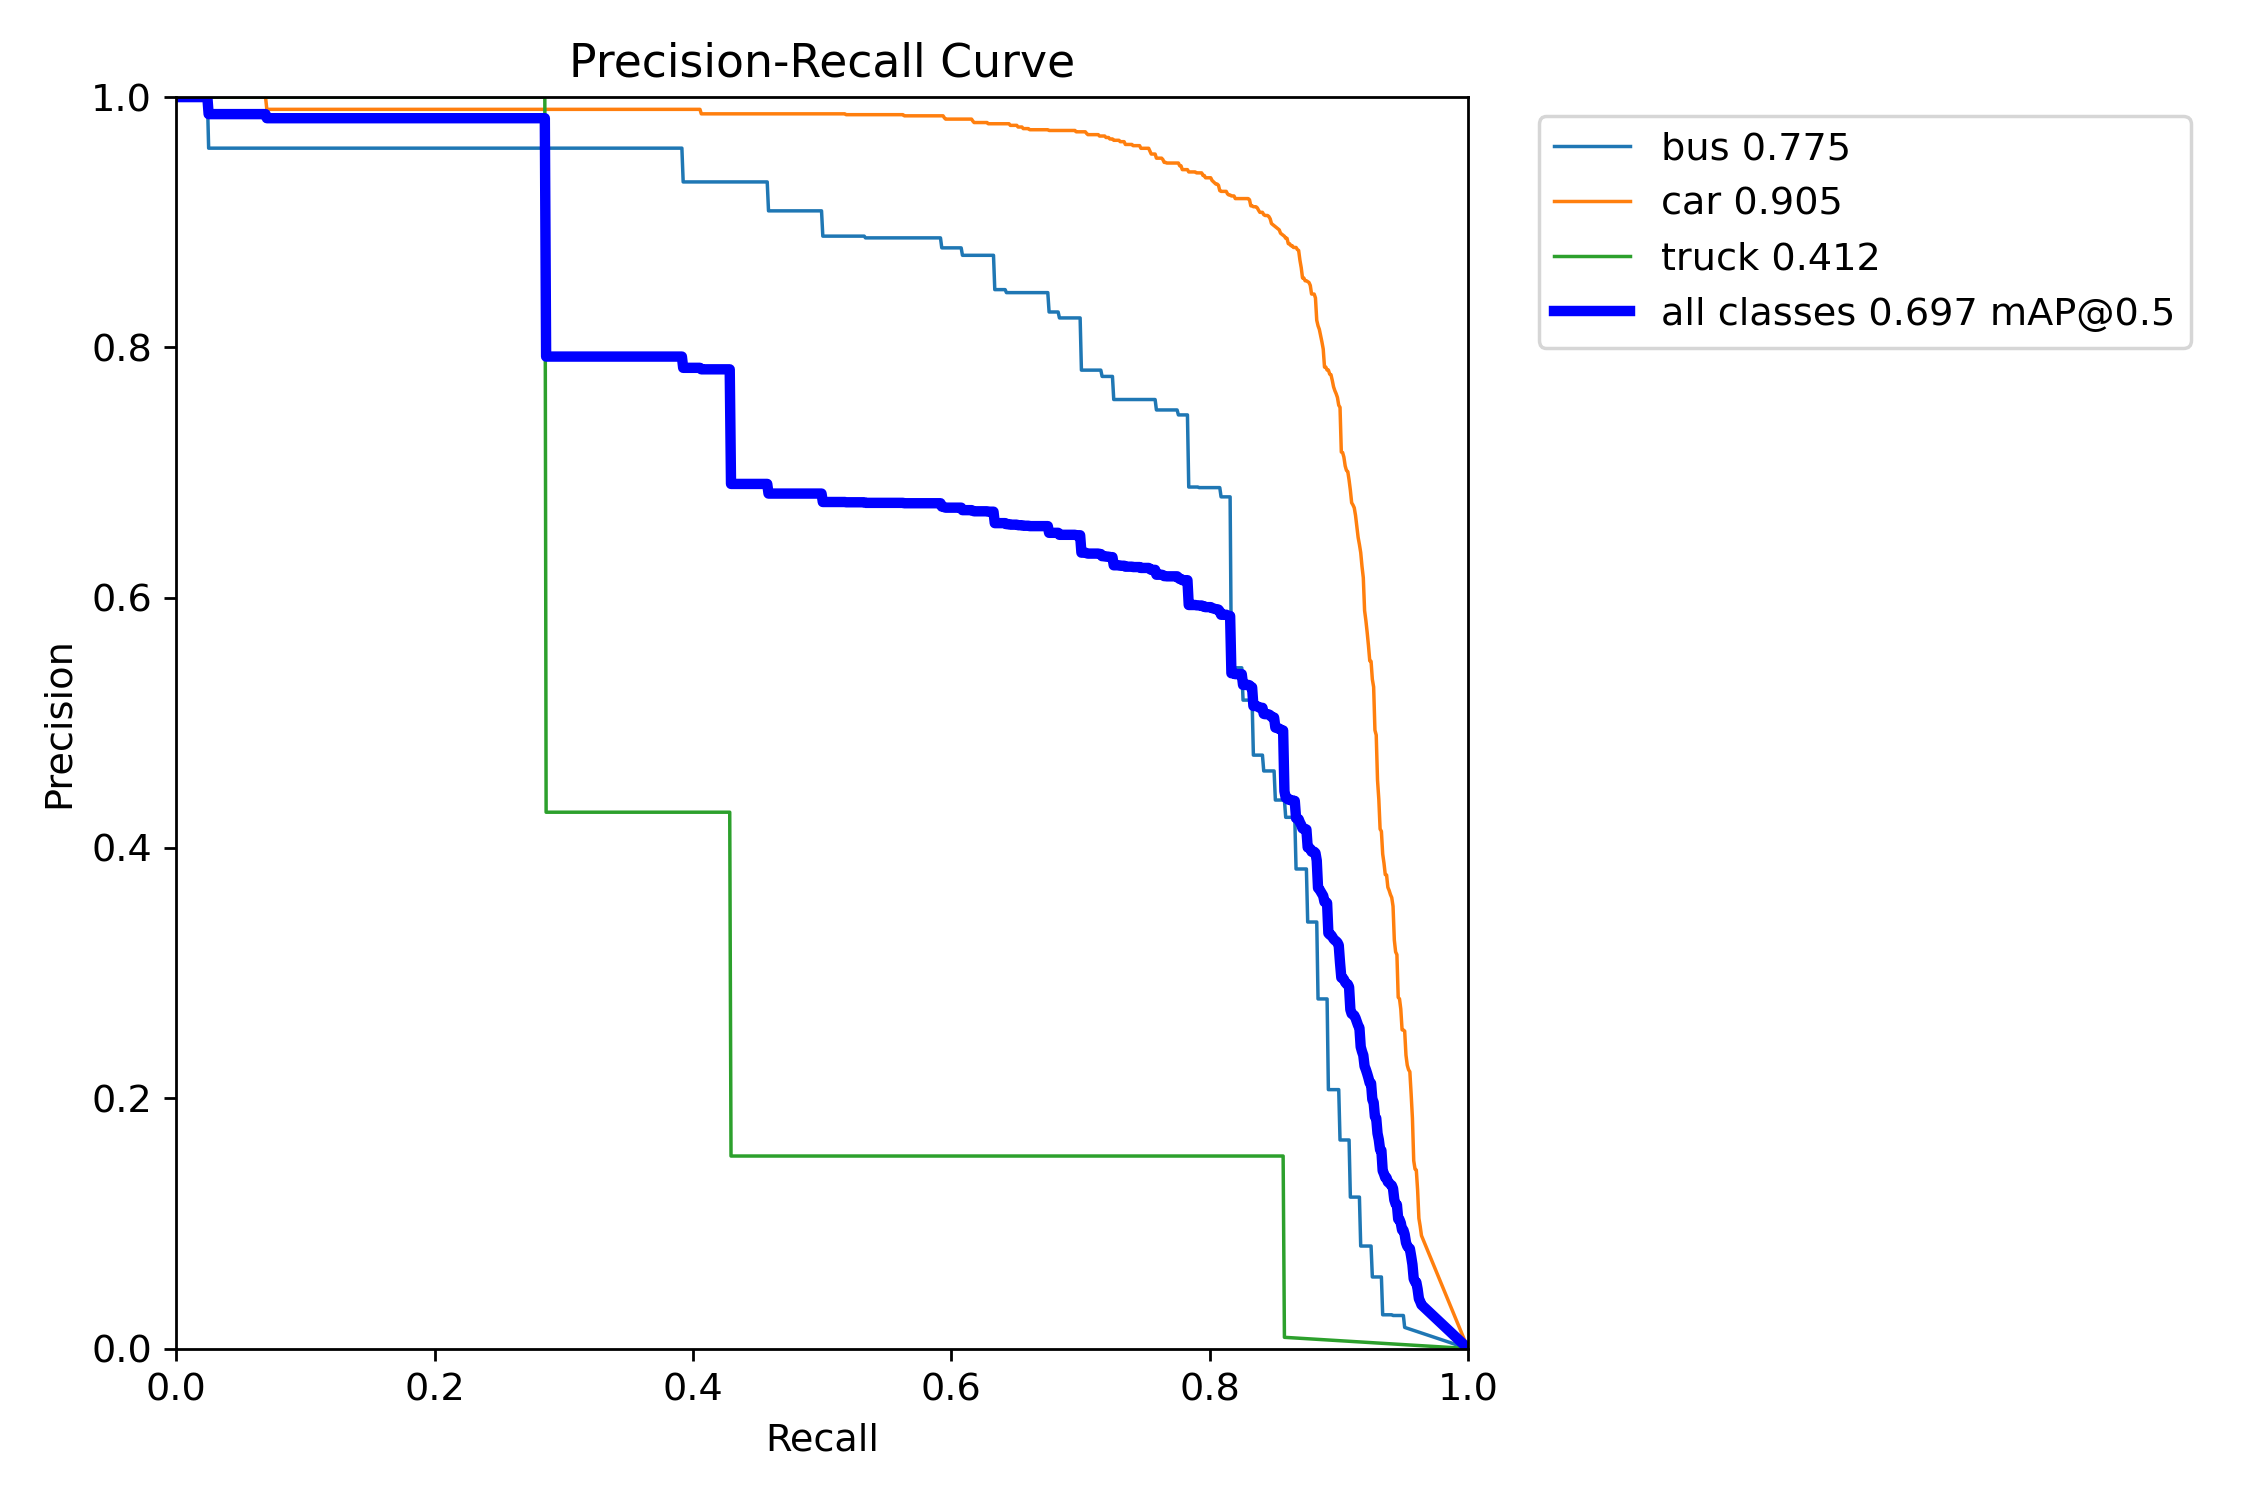 Precision-Recall Curve
1.0
0.8
0.6
0.4
0.2
0.0
Precision
0.0 0.2 0.4 0.6 0.8 1.0
Recall
bus 0.775
car 0.905
truck 0.412
all classes 0.697 mAP@0.5